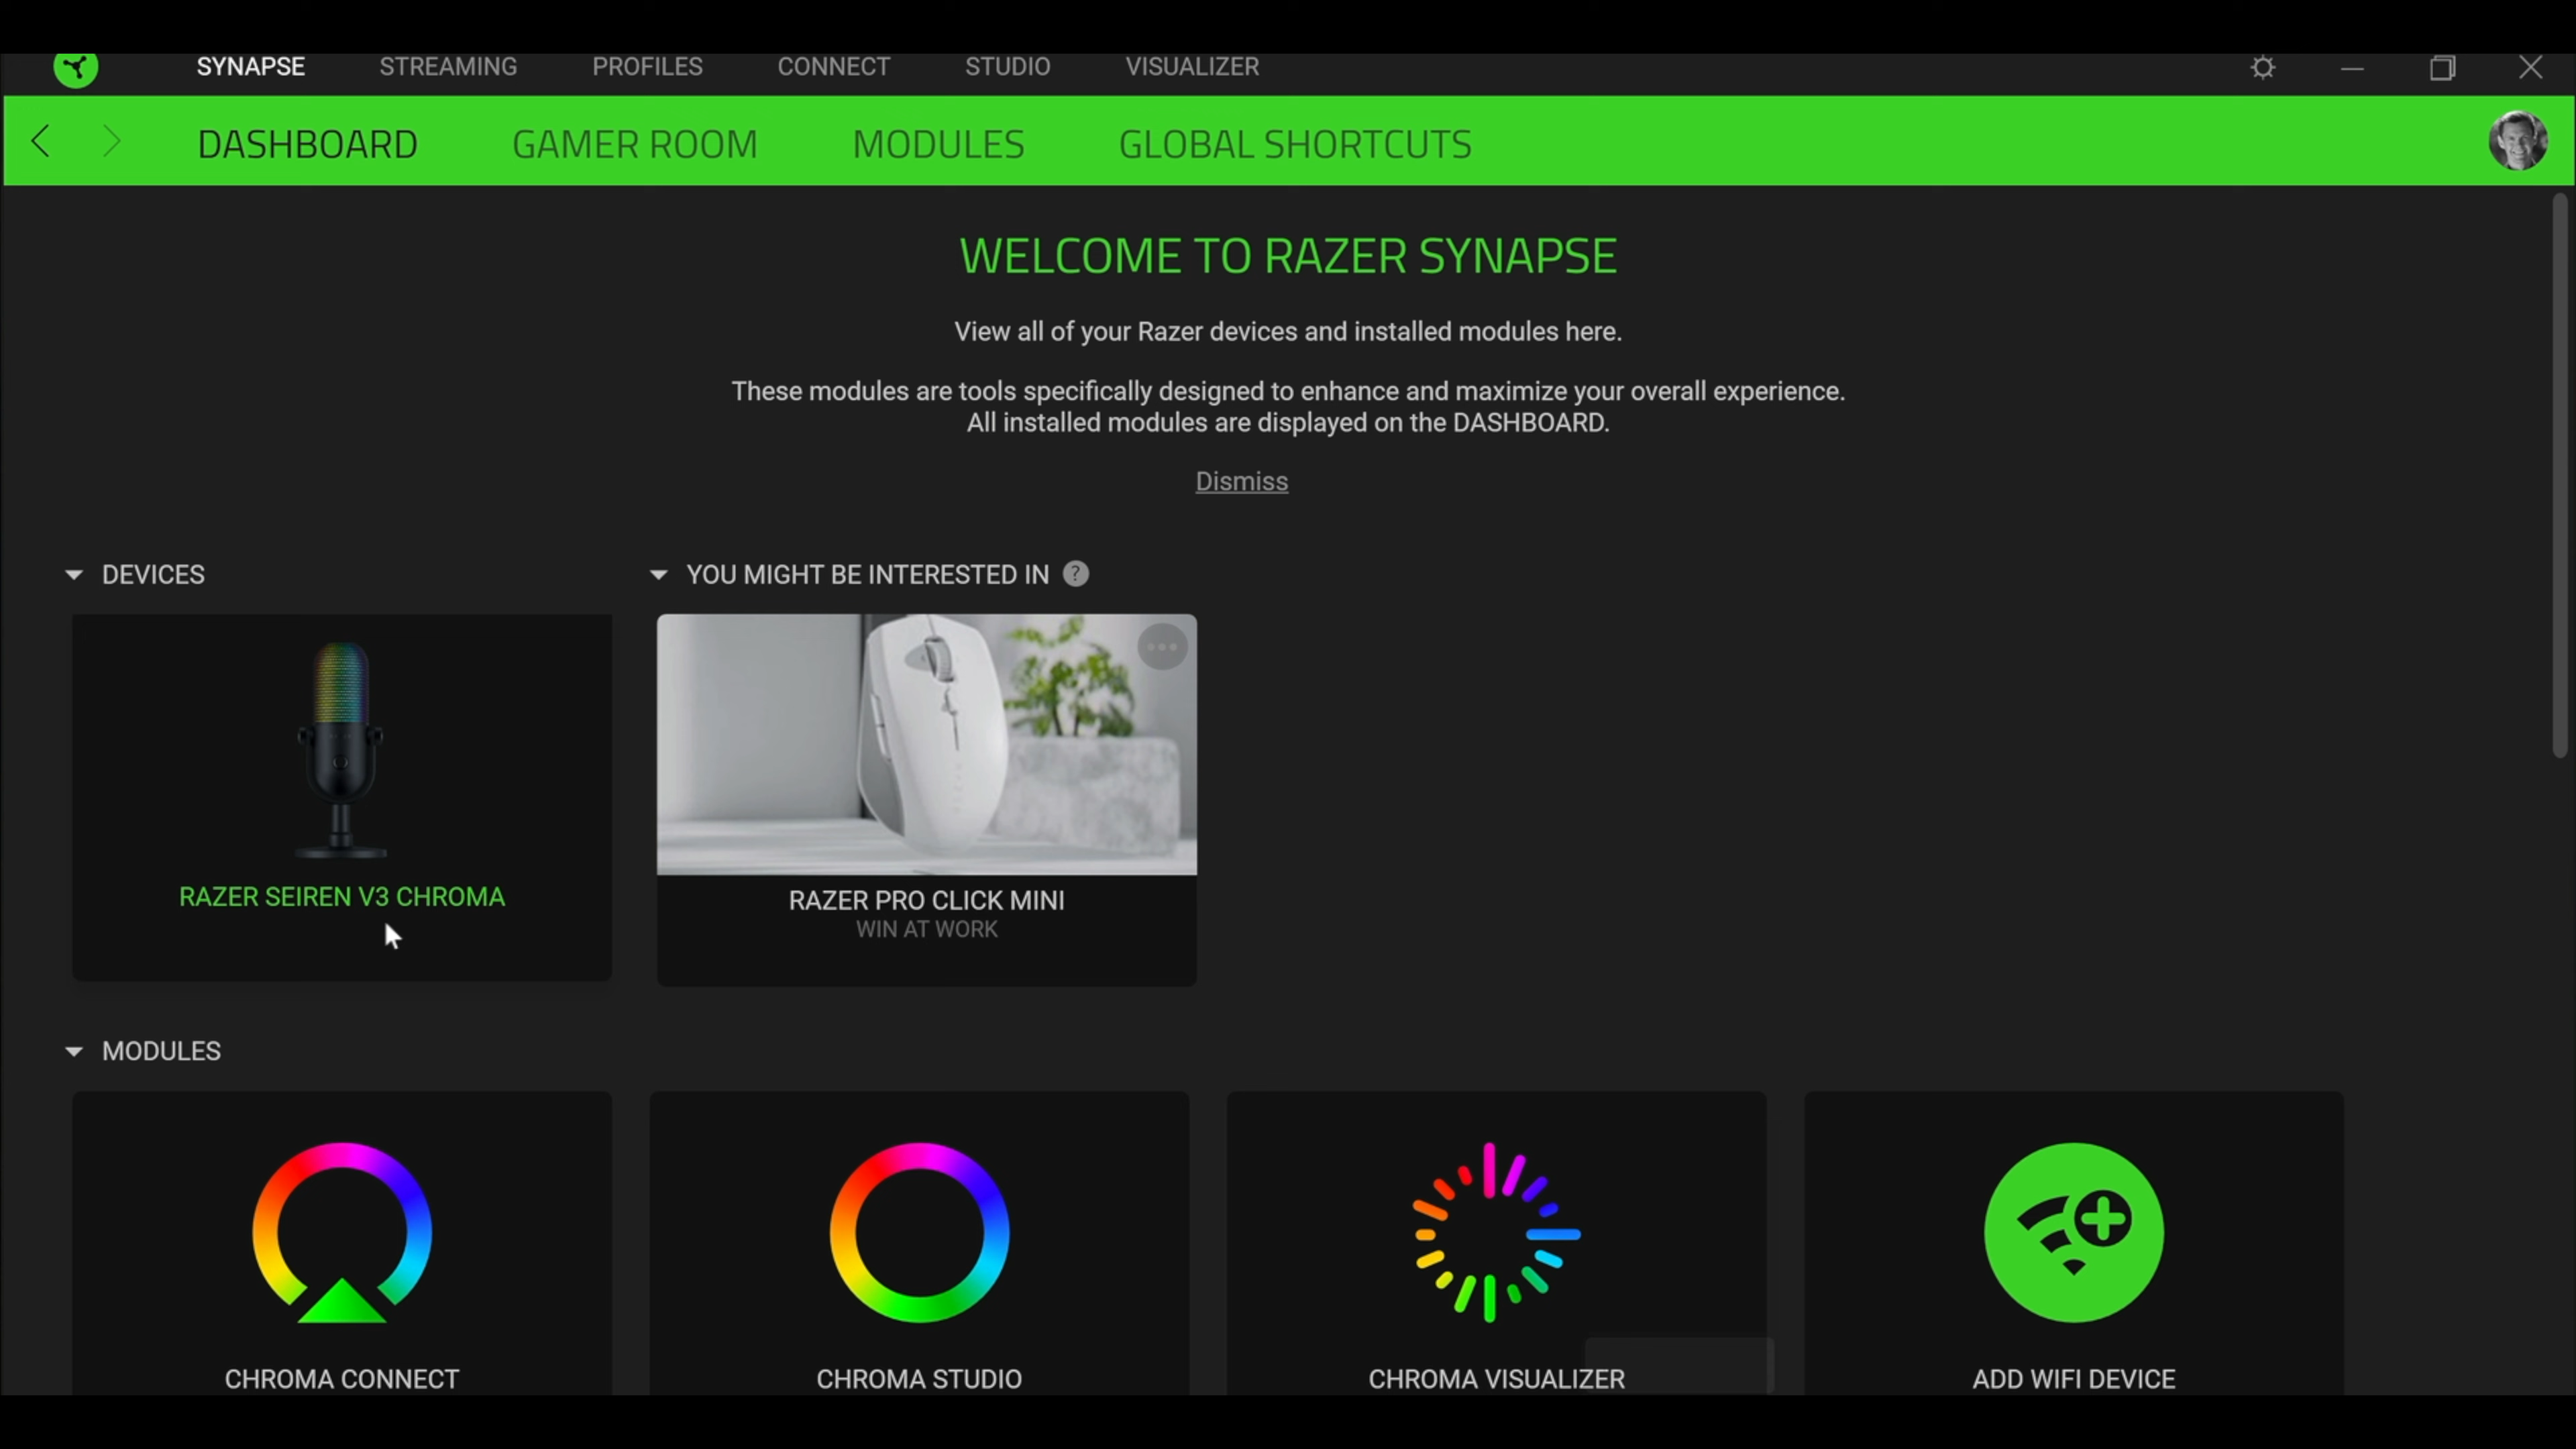 SYNAPSE STREAMING PROFILES CONNECT STUDIO VISUALIZER
DASHBOARD GAMER ROOM MODULES GLOBAL SHORTCUTS
WELCOME TO RAZER SYNAPSE
View all of your Razer devices and installed modules here.
These modules are tools specifically designed to enhance and maximize your overall experience.
All installed modules are displayed on the DASHBOARD.
Dismiss
DEVICES
YOU MIGHT BE INTERESTED IN ?
RAZER SEIREN V3 CHROMA
RAZER PRO CLICK MINI
WIN AT WORK
MODULES
CHROMA CONNECT
CHROMA STUDIO
CHROMA VISUALIZER
ADD WIFI DEVICE